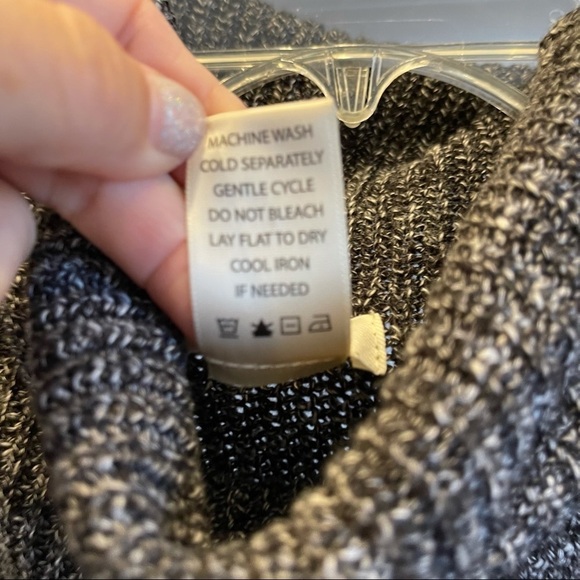 MACHINE WASH
COLD SEPARATELY
GENTLE CYCLE
DO NOT BLEACH
LAY FLAT TO DRY
COOL IRON
IF NEEDED